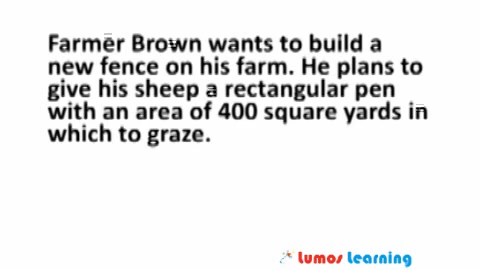 Farmer Brown wants to build a
new fence on his farm. He plans to
give his sheep a rectangular pen
with an area of 400 square yards in
which to graze.
Lumos Learning